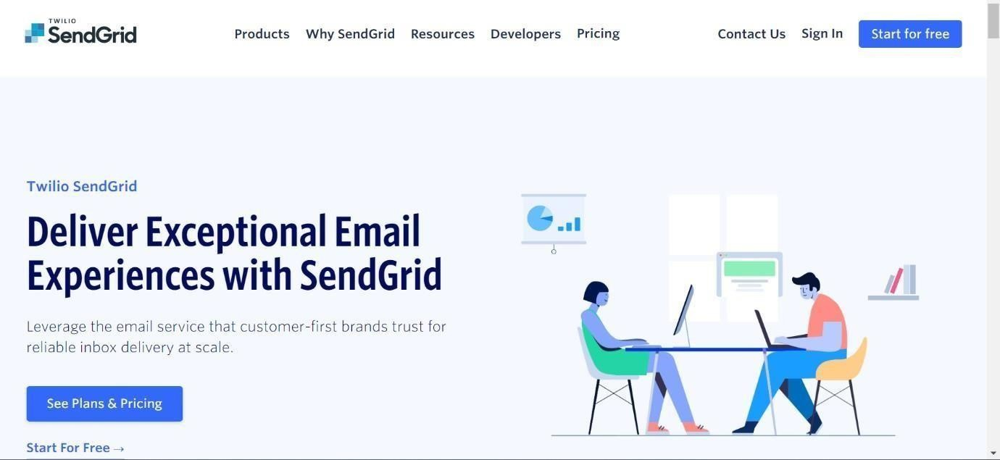 TWILIO
SendGrid
Products Why SendGrid Resources Developers Pricing Contact Us Sign In Start for free
Twilio SendGrid
Deliver Exceptional Email
Experiences with SendGrid
Leverage the email service that customer-first brands trust for
reliable inbox delivery at scale.
See Plans & Pricing
Start For Free →